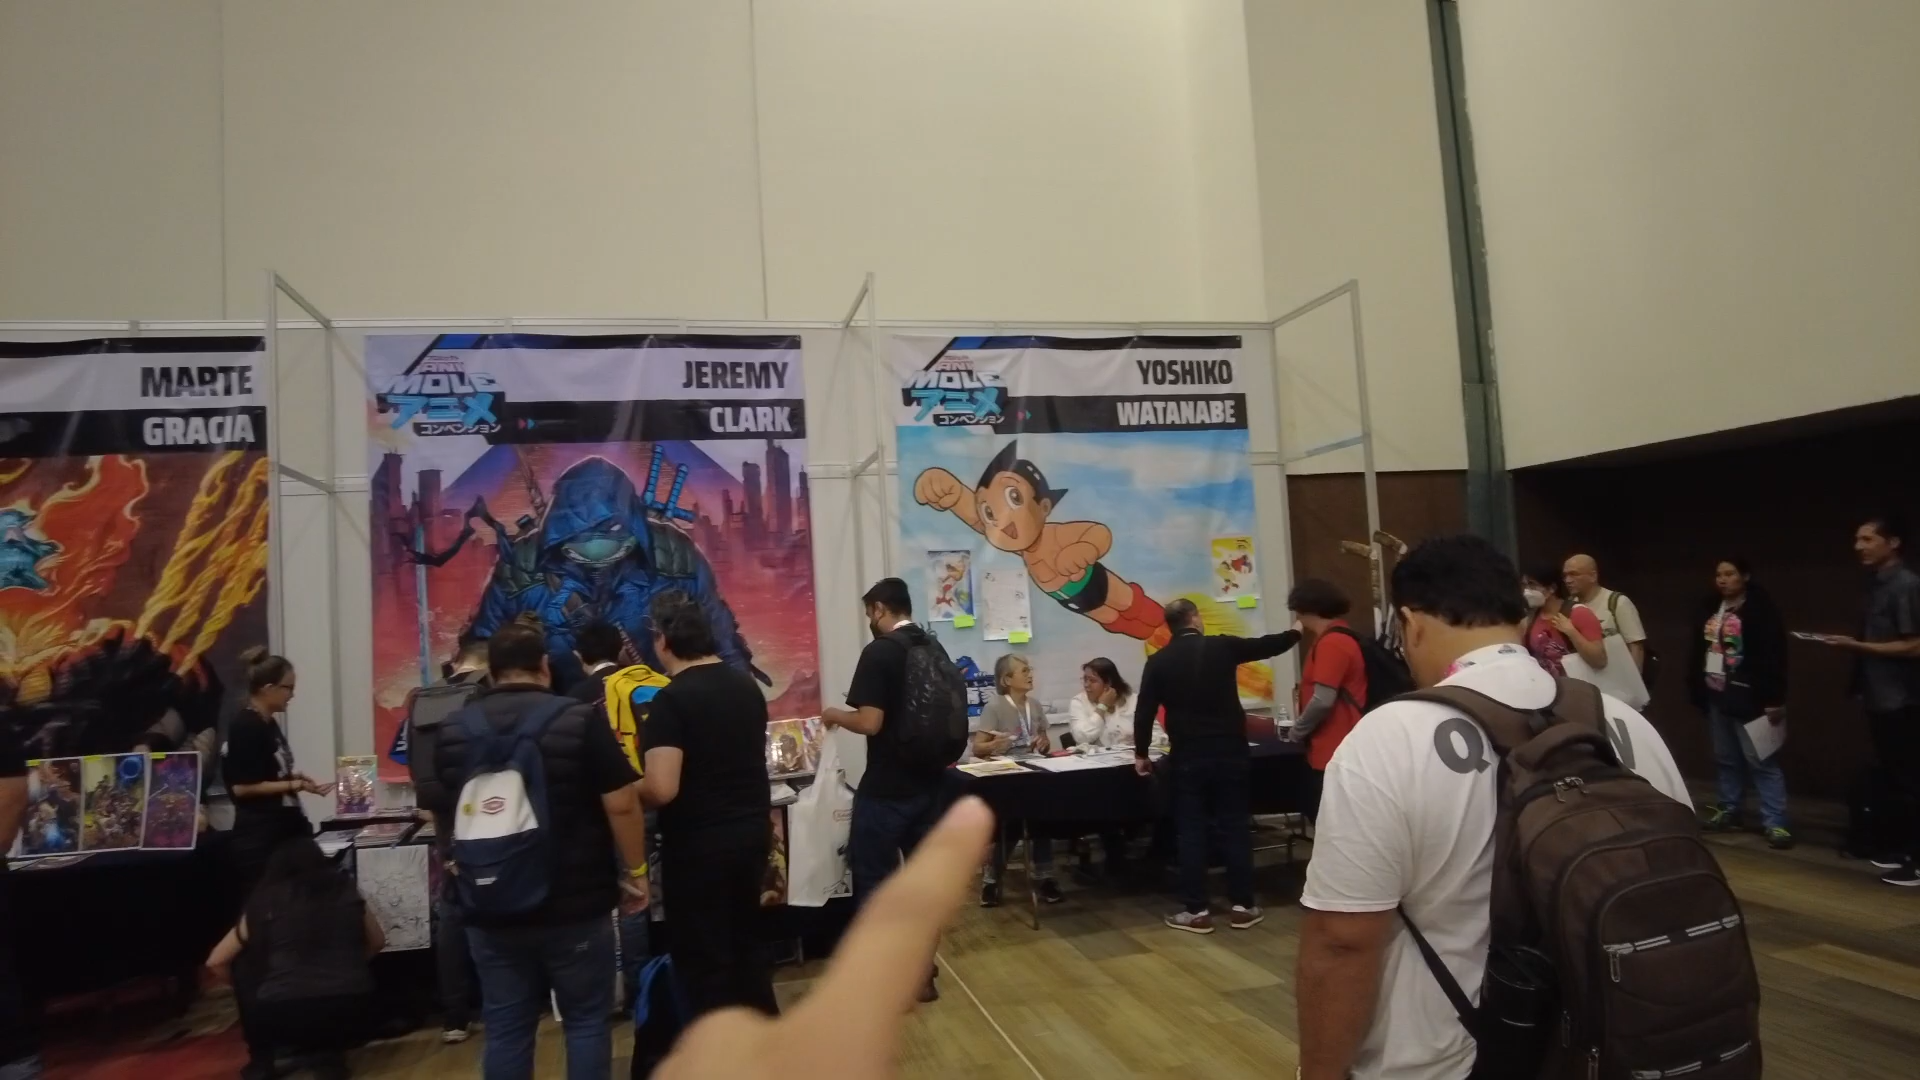 MARTE
GRACIA
MOLE
アニメ
コンベンション
JEREMY
CLARK
MOLE
アニメ
コンベンション
YOSHIKO
WATANABE
Q